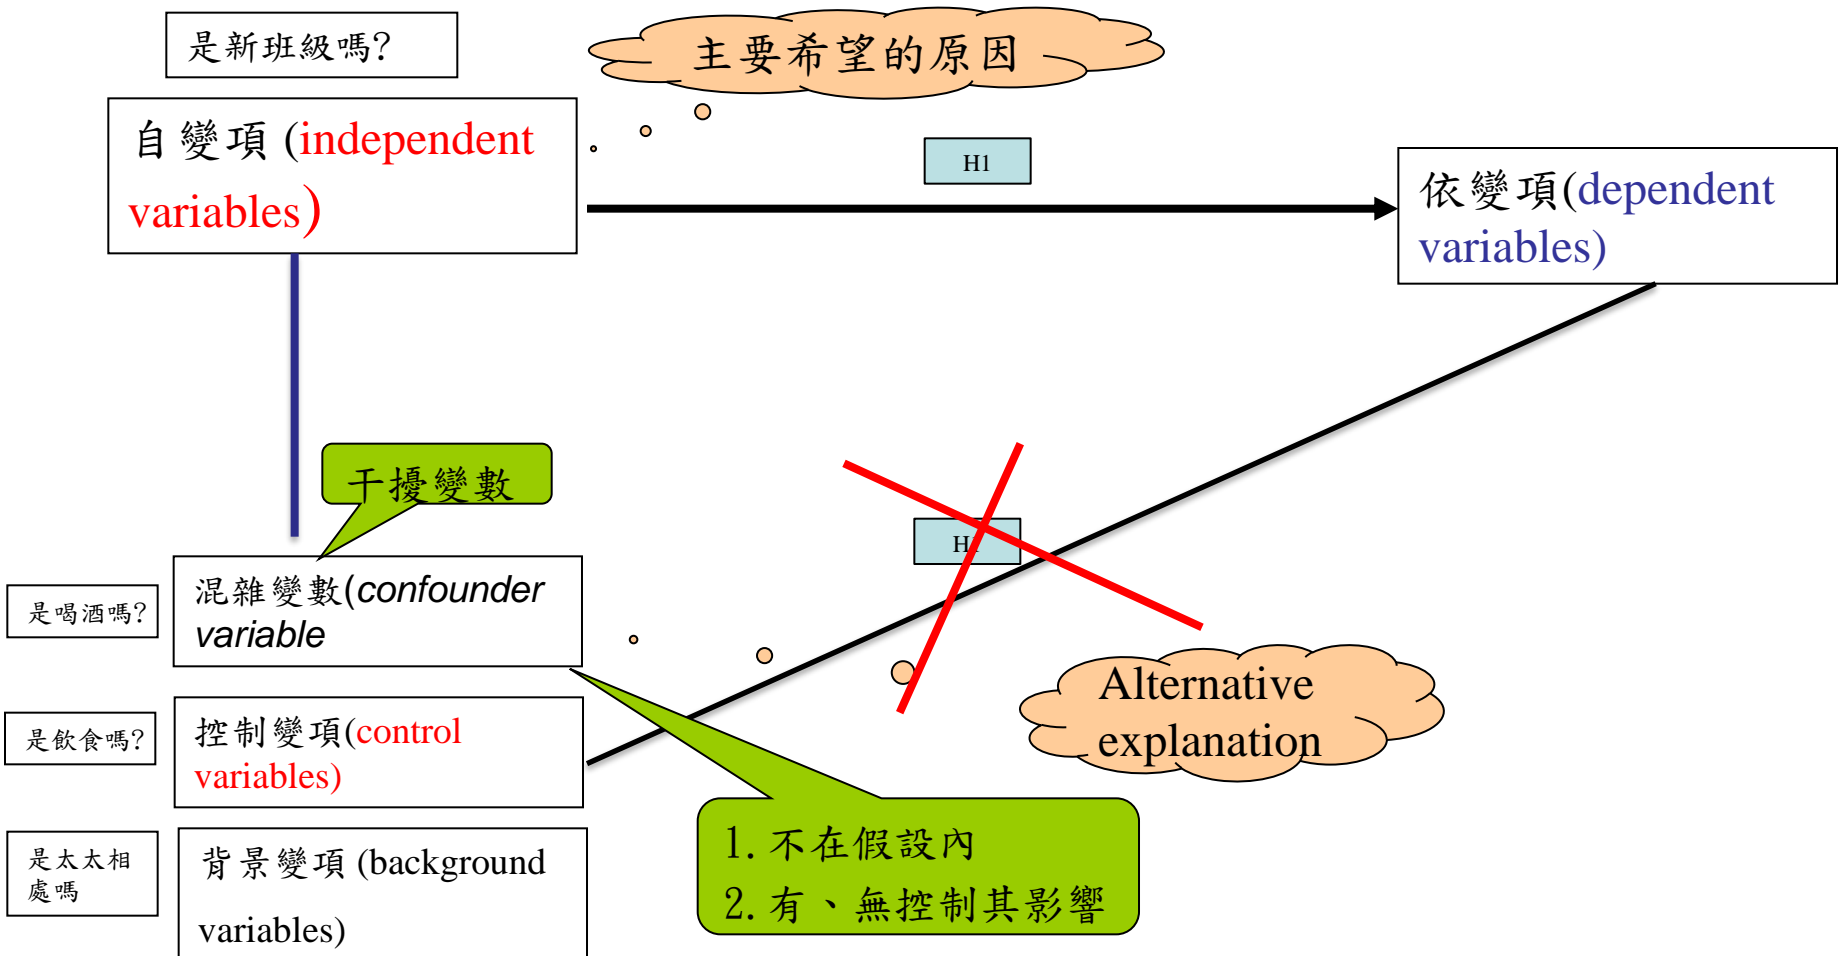 是新班級嗎?
主要希望的原因
自變項 (independent
variables)
H1
依變項(dependent
variables)
干擾變數
H1
是喝酒嗎?
混雜變數(confounder
variable
Alternative
explanation
是飲食嗎?
控制變項(control
variables)
1. 不在假設內
2. 有、無控制其影響
是太太相
處嗎
背景變項 (background
variables)